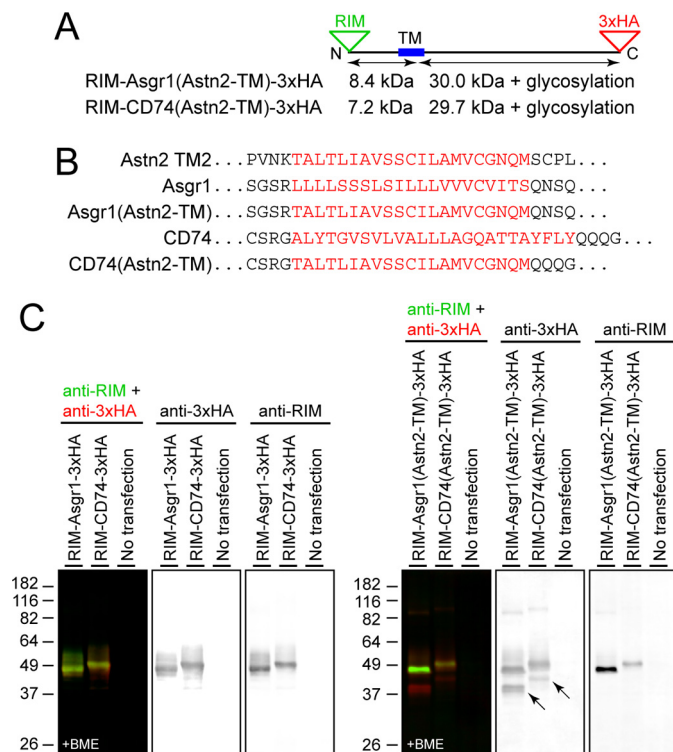 A
RIM
TM
3xHA
N
C
RIM-Asgr1(Astn2-TM)-3xHA 8.4 kDa 30.0 kDa + glycosylation
RIM-CD74(Astn2-TM)-3xHA 7.2 kDa 29.7 kDa + glycosylation
B
Astn2 TM2 ...PVNKTALTLIAVSSCILAMVCGNQMSCPL...
Asgr1 ...SGSRLLLLSSSLSILLLVVVCVITSQNSQ...
Asgr1(Astn2-TM) ...SGSRTALTLIAVSSCILAMVCGNQMQNSQ...
CD74 ...CSRGALYTGVSVLVALLLAGQATTAYFLYQQQG...
CD74(Astn2-TM) ...CSRGTALTLIAVSSCILAMVCGNQMQQQG...
C
anti-RIM +
anti-3xHA
anti-3xHA
anti-RIM
RIM-Asgr1-3xHA
RIM-CD74-3xHA
No transfection
RIM-Asgr1-3xHA
RIM-CD74-3xHA
No transfection
RIM-Asgr1-3xHA
RIM-CD74-3xHA
No transfection
182
116
82
64
49
37
26
+BME
anti-RIM +
anti-3xHA
anti-3xHA
anti-RIM
RIM-Asgr1(Astn2-TM)-3xHA
RIM-CD74(Astn2-TM)-3xHA
No transfection
RIM-Asgr1(Astn2-TM)-3xHA
RIM-CD74(Astn2-TM)-3xHA
No transfection
RIM-Asgr1(Astn2-TM)-3xHA
RIM-CD74(Astn2-TM)-3xHA
No transfection
182
116
82
64
49
37
26
+BME